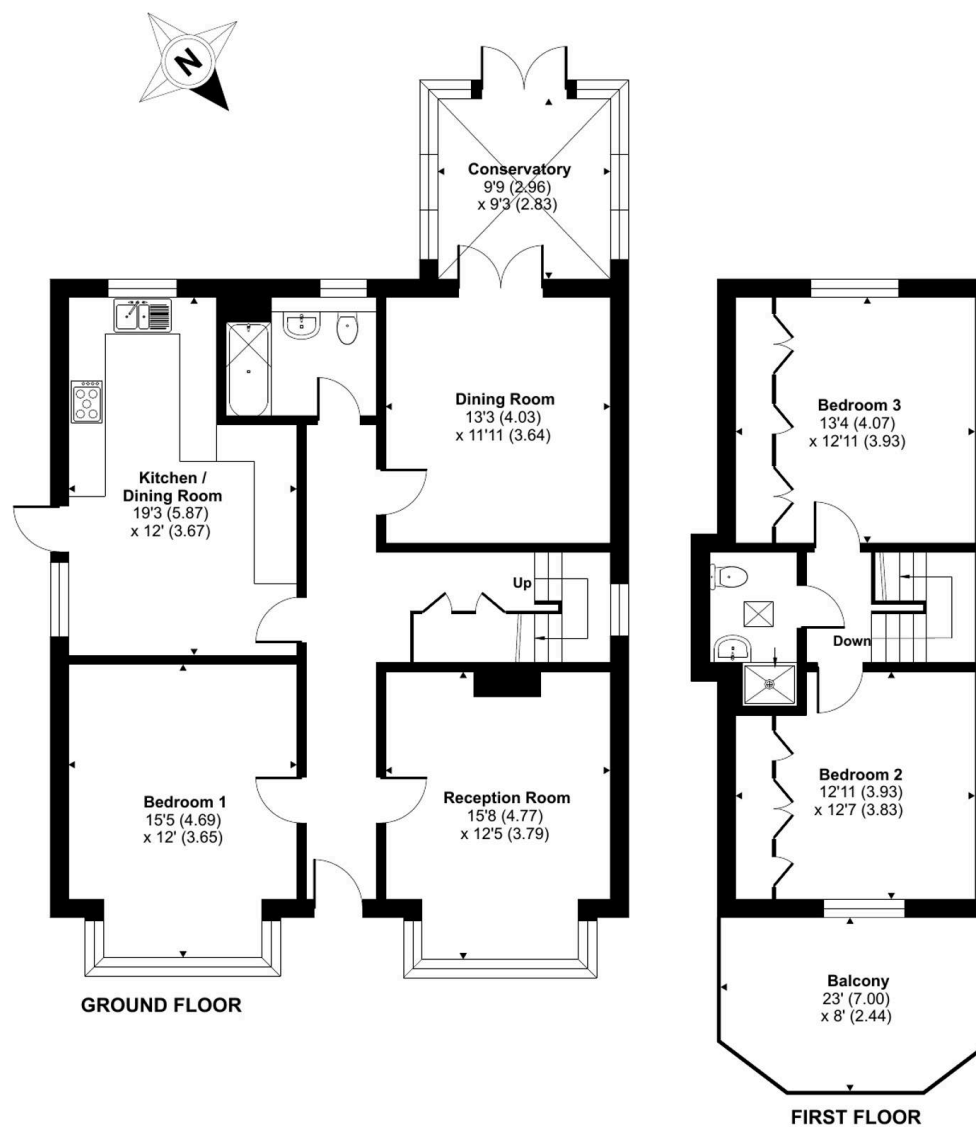 N
Conservatory
9'9 (2.96)
x 9'3 (2.83)
Dining Room
13'3 (4.03)
x 11'11 (3.64)
Kitchen /
Dining Room
19'3 (5.87)
x 12' (3.67)
Up
Bedroom 1
15'5 (4.69)
x 12' (3.65)
Reception Room
15'8 (4.77)
x 12'5 (3.79)
GROUND FLOOR
Bedroom 3
13'4 (4.07)
x 12'11 (3.93)
Down
Bedroom 2
12'11 (3.93)
x 12'7 (3.83)
Balcony
23' (7.00)
x 8' (2.44)
FIRST FLOOR